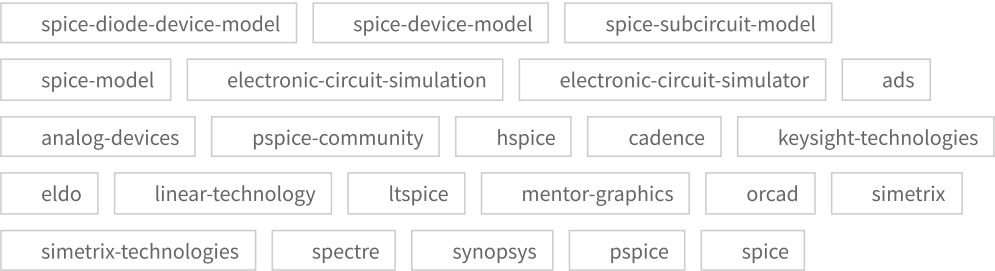 spice-diode-device-model spice-device-model spice-subcircuit-model
spice-model electronic-circuit-simulation electronic-circuit-simulator ads
analog-devices pspice-community hspice cadence keysight-technologies
eldo linear-technology ltspice mentor-graphics orcad simetrix
simetrix-technologies spectre synopsys pspice spice